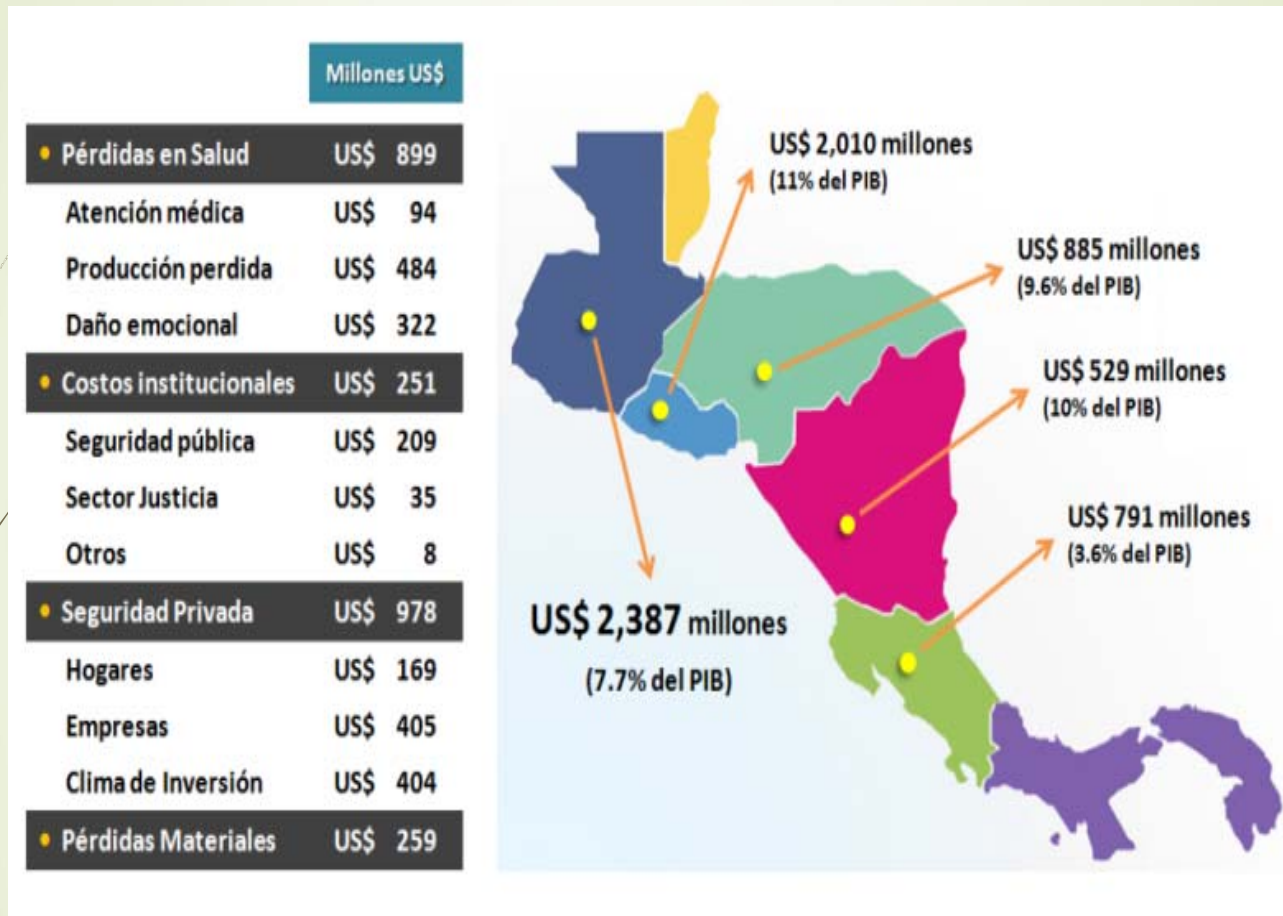 Millones US$
• Pérdidas en Salud US$ 899
Atención médica US$ 94
Producción perdida US$ 484
Daño emocional US$ 322
• Costos institucionales US$ 251
Seguridad pública US$ 209
Sector Justicia US$ 35
Otros US$ 8
• Seguridad Privada US$ 978
Hogares US$ 169
Empresas US$ 405
Clima de Inversión US$ 404
• Pérdidas Materiales US$ 259
US$ 2,010 millones
(11% del PIB)
US$ 885 millones
(9.6% del PIB)
US$ 529 millones
(10% del PIB)
US$ 791 millones
(3.6% del PIB)
US$ 2,387 millones
(7.7% del PIB)